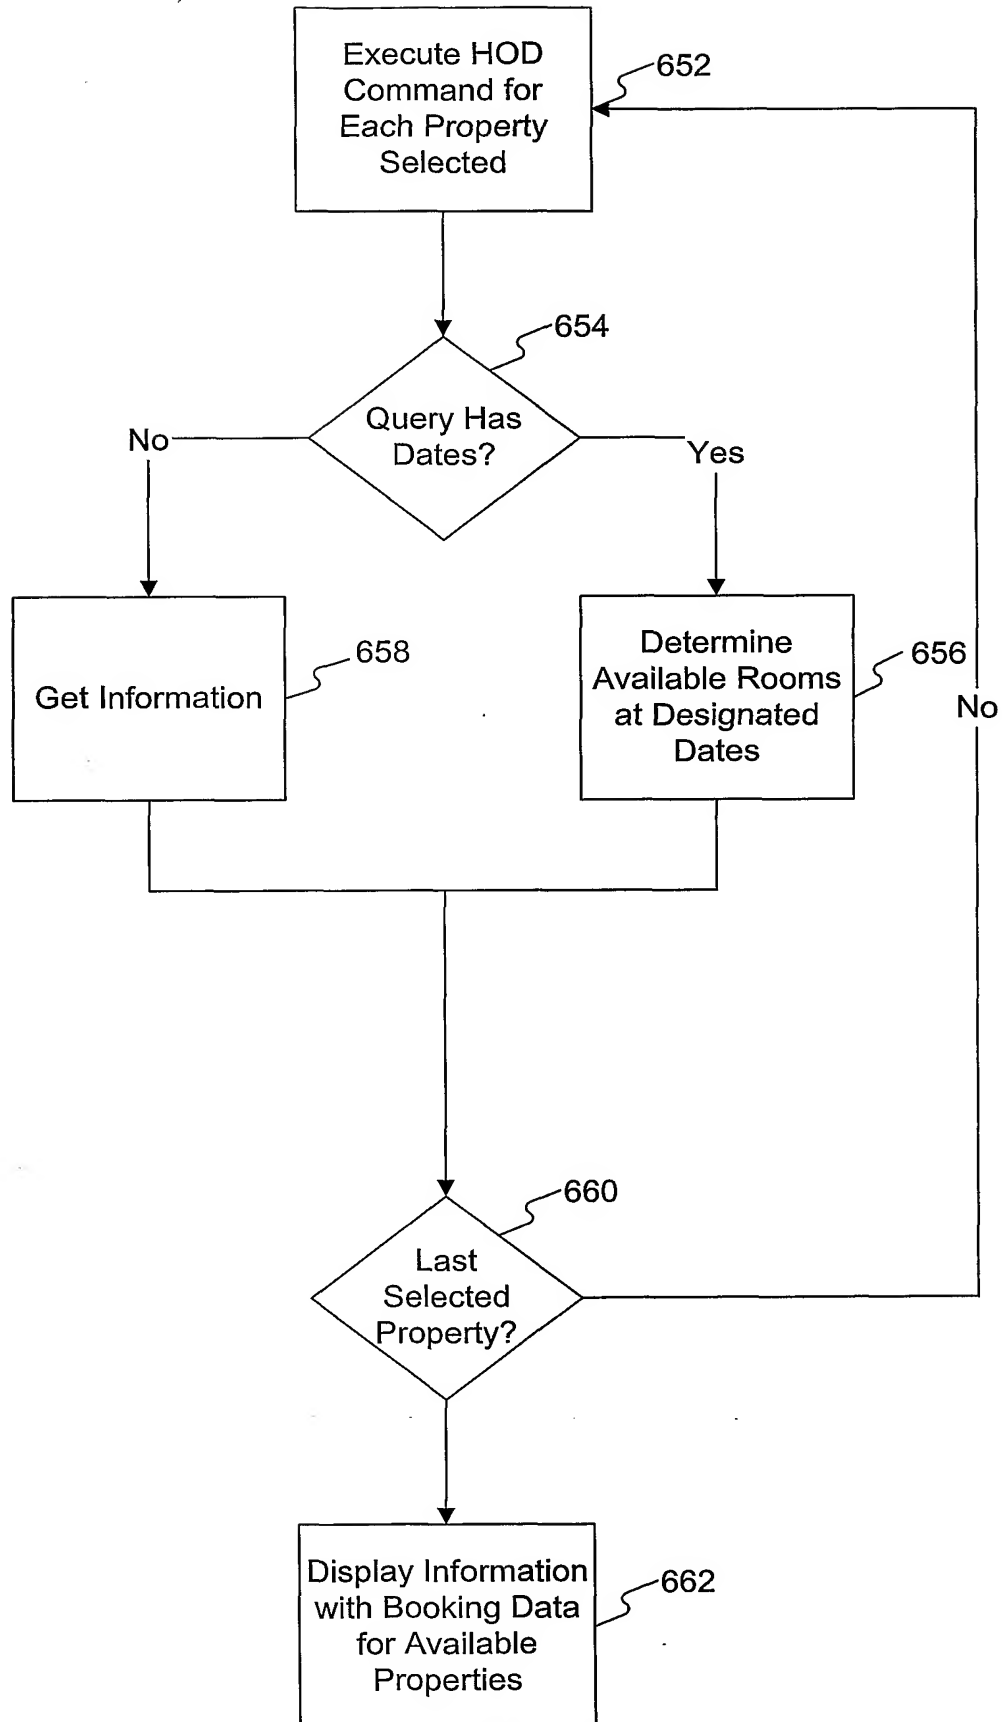 Execute HOD
Command for
Each Property
Selected
652
654
Query Has
Dates?
No
Yes
Get Information
658
Determine
Available Rooms
at Designated
Dates
656
No
660
Last
Selected
Property?
Display Information
with Booking Data
for Available
Properties
662